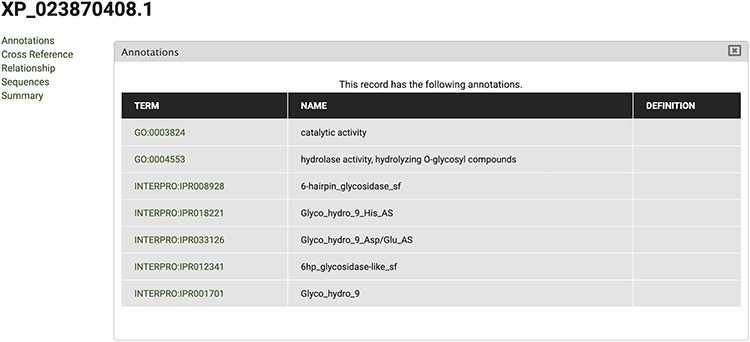 XP_023870408.1
Annotations
Cross Reference
Relationship
Sequences
Summary
Annotations
This record has the following annotations.
TERM NAME DEFINITION
GO:0003824 catalytic activity
GO:0004553 hydrolase activity, hydrolyzing O-glycosyl compounds
INTERPRO:IPR008928 6-hairpin_glycosidase_sf
INTERPRO:IPR018221 Glyco_hydro_9_His_AS
INTERPRO:IPR033126 Glyco_hydro_9_Asp/Glu_AS
INTERPRO:IPR012341 6hp_glycosidase-like_sf
INTERPRO:IPR001701 Glyco_hydro_9